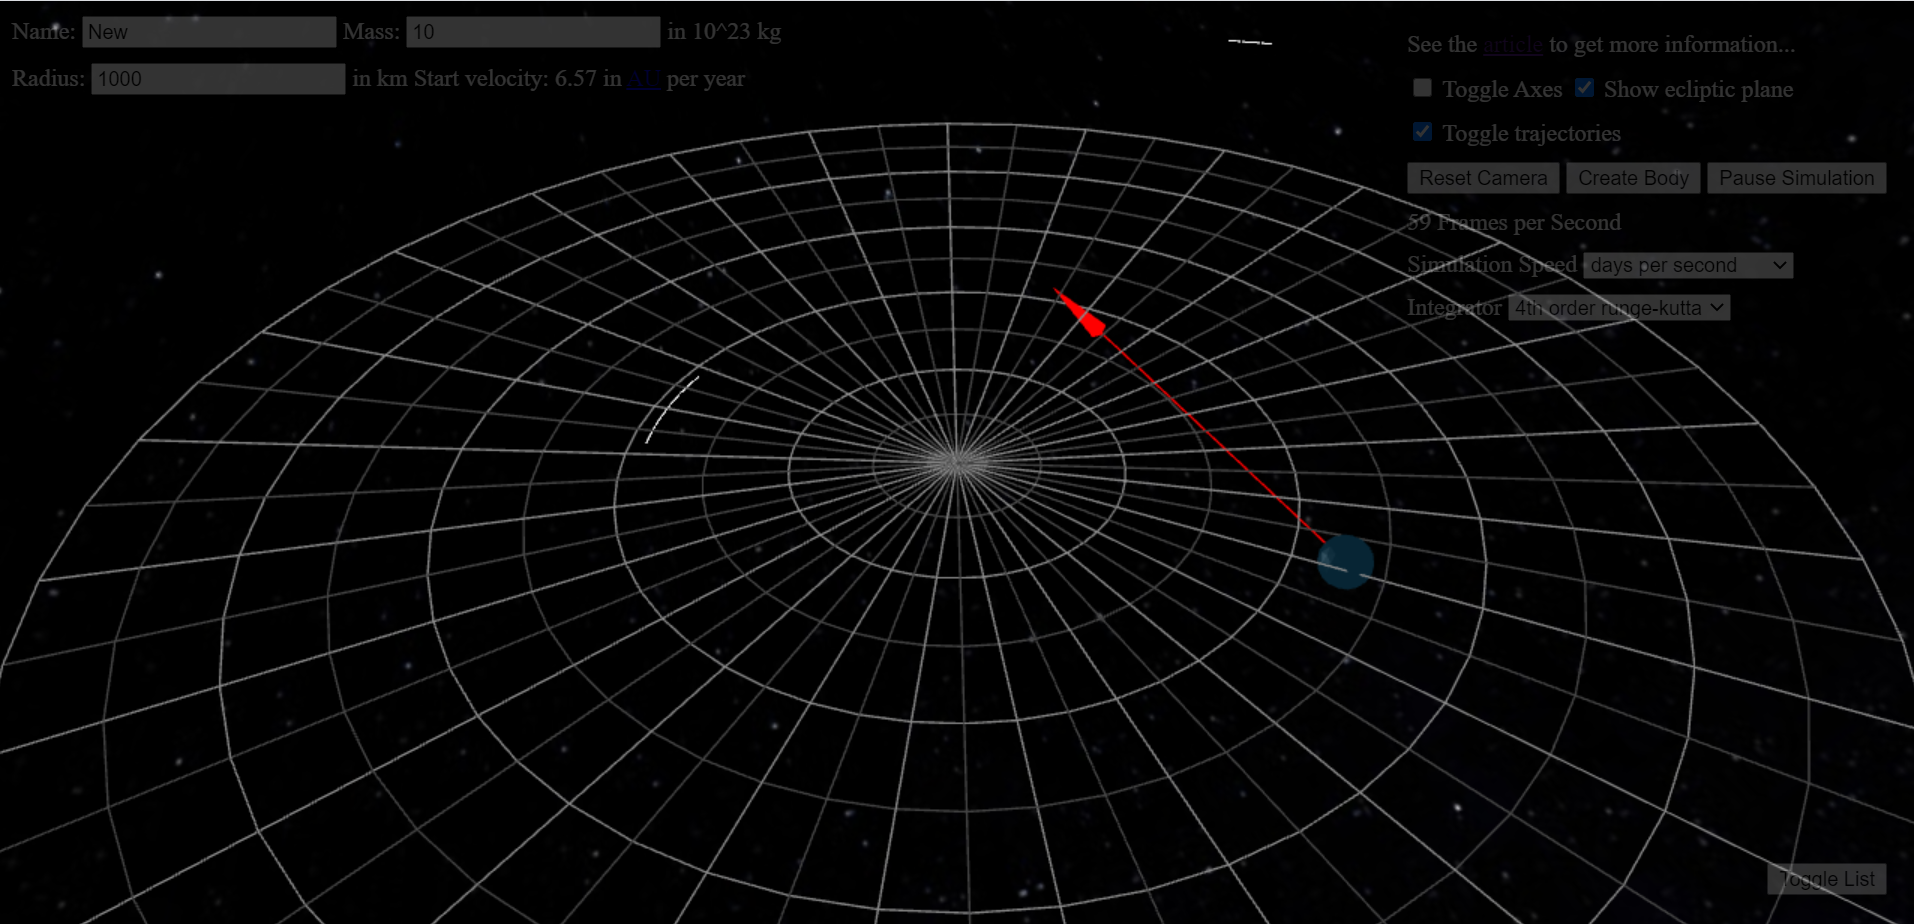 Name: New Mass: 10 in 10^23 kg
Radius: 1000 in km Start velocity: 6.57 in AU per year
See the article to get more information...
Toggle Axes Show ecliptic plane
Toggle trajectories
Reset Camera Create Body Pause Simulation
59 Frames per Second
Simulation Speed days per second
Integrator 4th order runge-kutta
Toggle List